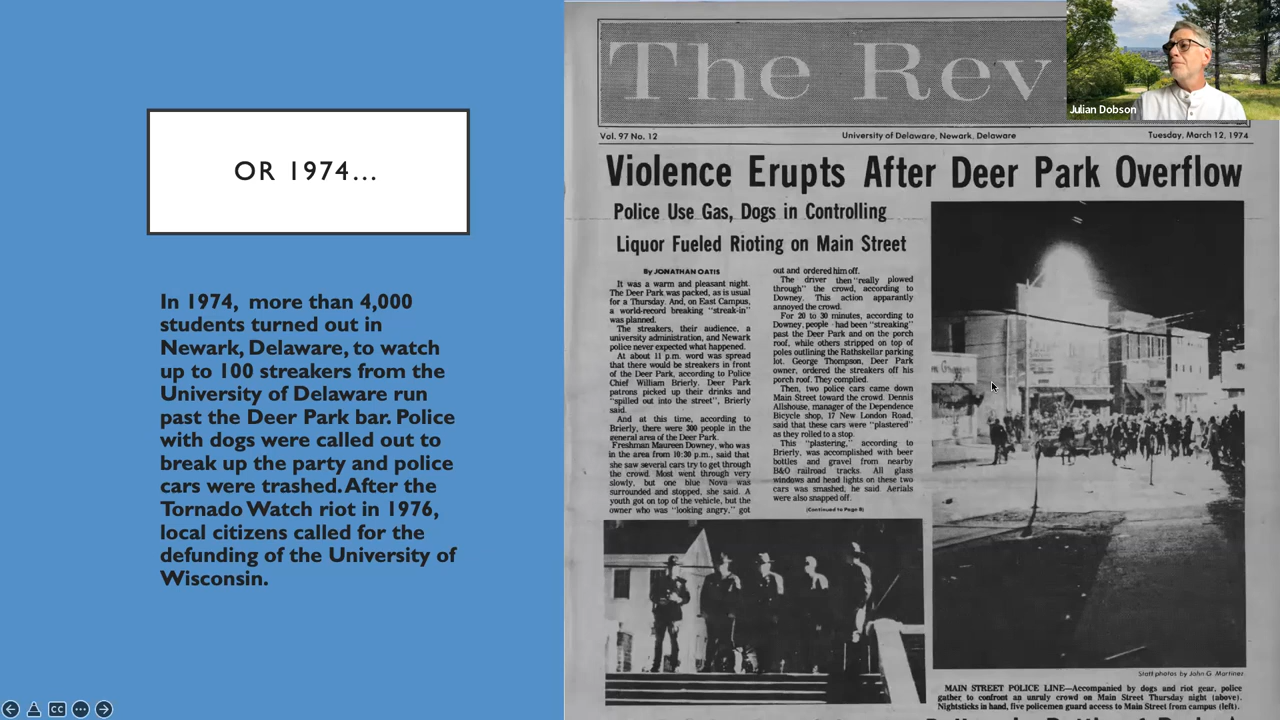 OR 1974…
In 1974, more than 4,000
students turned out in
Newark, Delaware, to watch
up to 100 streakers from the
University of Delaware run
past the Deer Park bar. Police
with dogs were called out to
break up the party and police
cars were trashed. After the
Tornado Watch riot in 1976,
local citizens called for the
defunding of the University of
Wisconsin.
The Rev
Julian Dobson
Vol. 97 No. 12 University of Delaware, Newark, Delaware Tuesday, March 12, 1974
Violence Erupts After Deer Park Overflow
Police Use Gas, Dogs in Controlling
Liquor Fueled Rioting on Main Street
By JONATHAN OATIS
It was a warm and pleasant night.
The Deer Park was packed, as is usual
for a Thursday. And, on East Campus,
a world-record breaking "streak-in"
was planned.
The streakers, their audience, a
university administration, and Newark
police never expected what happened.
At about 11 p.m. word was spread
that there would be streakers in front
of the Deer Park, according to Police
Chief William Brierly. Deer Park
patrons picked up their drinks and
"spilled out into the street", Brierly
said.
And at this time, according to
Brierly, there were 300 people in the
general area of the Deer Park.
Freshman Maureen Downey, who was
in the area from 10:30 p.m., said that
she saw several cars try to get through
the crowd. Most went through very
slowly, but one blue Nova was
surrounded and stopped, she said. A
youth got on top of the vehicle, but the
owner who was "looking angry," got
out and ordered him off.
The driver then "really plowed
through" the crowd, according to
Downey. This action apparently
annoyed the crowd.
For 20 to 30 minutes, according to
Downey, people had been "streaking"
past the Deer Park and on the porch
roof, while others stripped on top of
poles outlining the Rathskellar parking
lot. George Thompson, Deer Park
owner, ordered the streakers off his
porch roof. They complied.
Then, two police cars came down
Main Street toward the crowd. Dennis
Allshouse, manager of the Dependence
Bicycle shop, 17 New London Road,
said that these cars were "plastered"
as they rolled to a stop.
This "plastering," according to
Brierly, was accomplished with beer
bottles and gravel from nearby
B&O railroad tracks. All glass
windows and head lights on these two
cars was smashed, he said. Aerials
were also snapped off.
(Continued to Page 8)
Staff photos by John G. Martinez
MAIN STREET POLICE LINE—Accompanied by dogs and riot gear, police
gather to confront an unruly crowd on Main Street Thursday night (above).
Nightsticks in hand, five policemen guard access to Main Street from campus (left).
CC